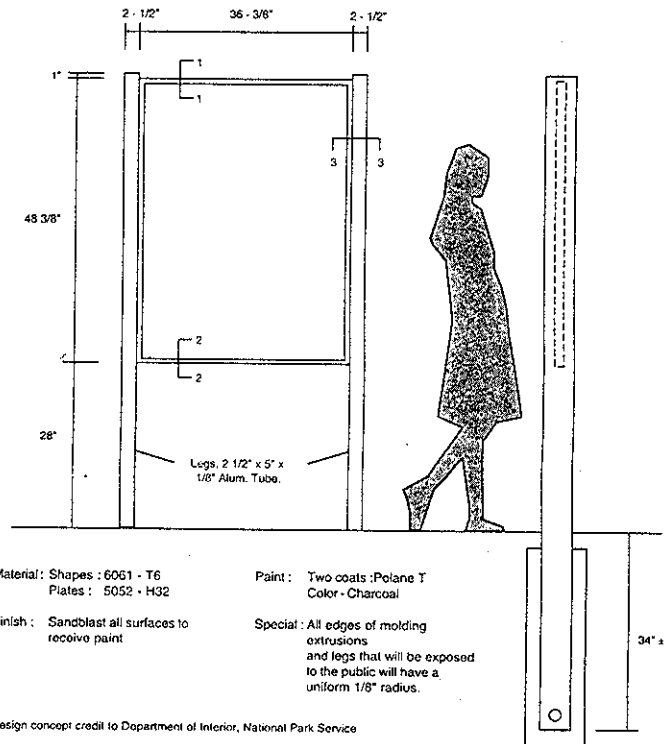 2 - 1/2" 36 - 3/8" 2 - 1/2"
1"
1
1
3 3
48 3/8"
2
2
28"
Legs, 2 1/2" x 5" x
1/8" Alum. Tube.
Material: Shapes : 6061 - T6
Plates : 5052 - H32
Finish : Sandblast all surfaces to
receive paint
Paint : Two coats :Polane T
Color - Charcoal
Special : All edges of molding
extrusions
and legs that will be exposed
to the public will have a
uniform 1/8" radius.
34" ±
esign concept credit to Department of Interior, National Park Service